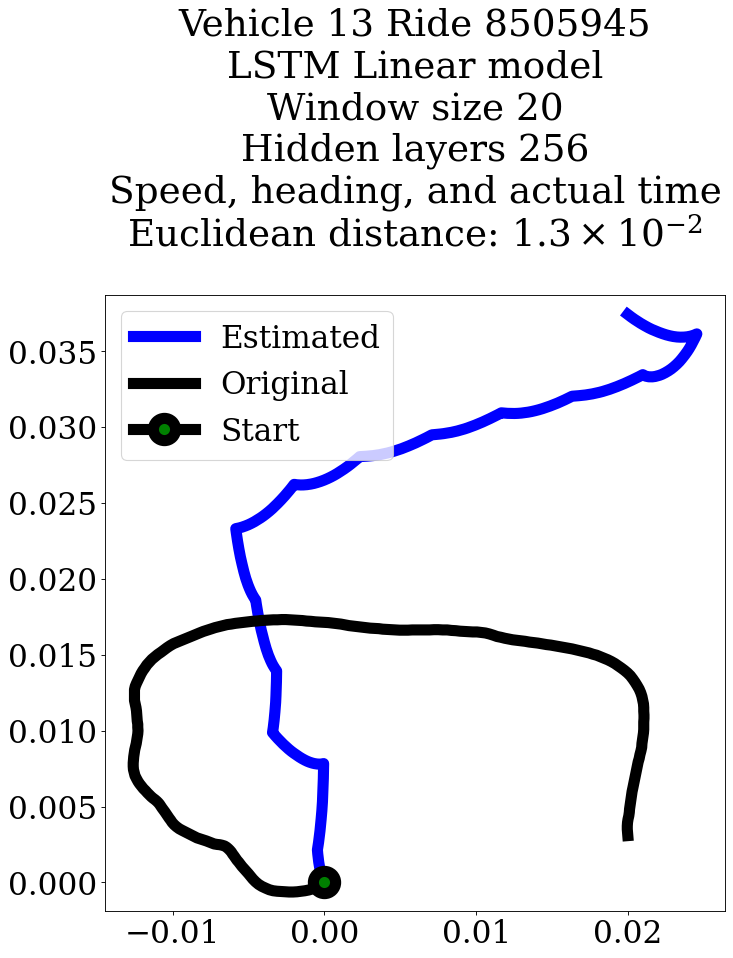 Vehicle 13 Ride 8505945
LSTM Linear model
Window size 20
Hidden layers 256
Speed, heading, and actual time
Euclidean distance: 1.3 × 10⁻²
Estimated
Original
Start
0.035
0.030
0.025
0.020
0.015
0.010
0.005
0.000
−0.01 0.00 0.01 0.02